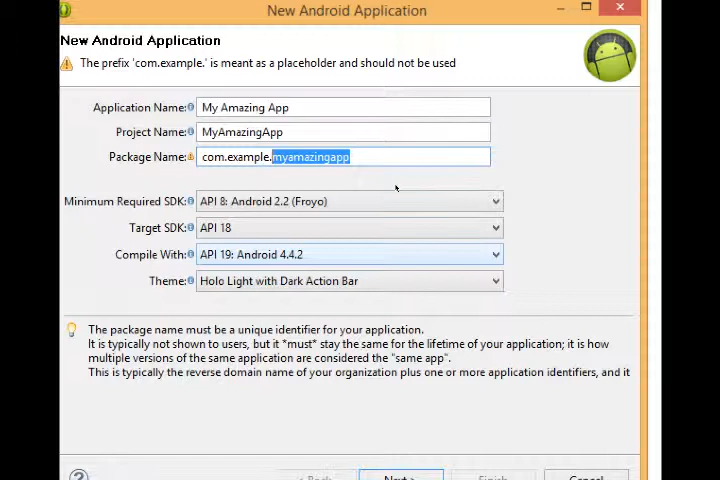 New Android Application
New Android Application
The prefix 'com.example.' is meant as a placeholder and should not be used
Application Name: My Amazing App
Project Name: MyAmazingApp
Package Name: com.example.myamazingapp
Minimum Required SDK: API 8: Android 2.2 (Froyo)
Target SDK: API 18
Compile With: API 19: Android 4.4.2
Theme: Holo Light with Dark Action Bar
The package name must be a unique identifier for your application.
It is typically not shown to users, but it *must* stay the same for the lifetime of your application; it is how
multiple versions of the same application are considered the "same app".
This is typically the reverse domain name of your organization plus one or more application identifiers, and it
< Back Next > Finish Cancel